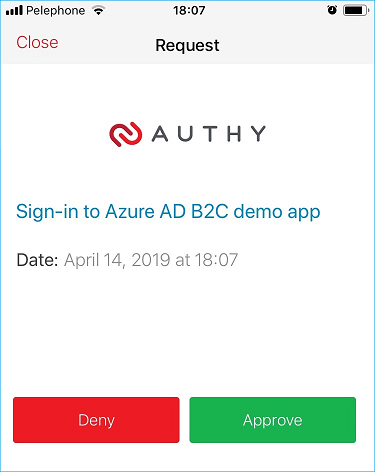 Pelephone 18:07
Close Request
AUTHY
Sign-in to Azure AD B2C demo app
Date: April 14, 2019 at 18:07
Deny Approve